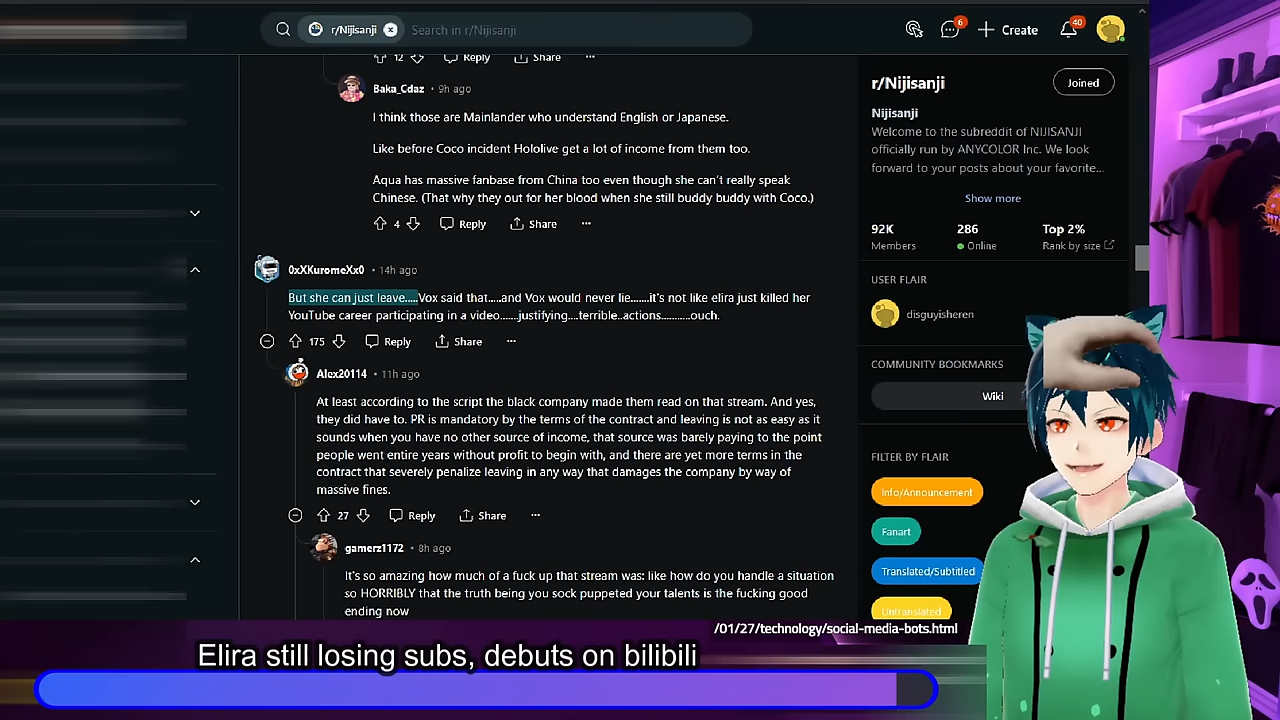 r/Nijisanji
Search in r/Nijisanji
6
Create
40
12
Reply
Share
Baka_Cdaz • 9h ago
I think those are Mainlander who understand English or Japanese.
Like before Coco incident Hololive get a lot of income from them too.
Aqua has massive fanbase from China too even though she can't really speak
Chinese. (That why they out for her blood when she still buddy buddy with Coco.)
4
Reply
Share
0xXKuromeXx0 • 14h ago
But she can just leave.....Vox said that.....and Vox would never lie.......it's not like elira just killed her
YouTube career participating in a video.......justifying....terrible..actions...........ouch.
175
Reply
Share
Alex20114 • 11h ago
At least according to the script the black company made them read on that stream. And yes,
they did have to. PR is mandatory by the terms of the contract and leaving is not as easy as it
sounds when you have no other source of income, that source was barely paying to the point
people went entire years without profit to begin with, and there are yet more terms in the
contract that severely penalize leaving in any way that damages the company by way of
massive fines.
27
Reply
Share
gamerz1172 • 8h ago
It's so amazing how much of a fuck up that stream was: like how do you handle a situation
so HORRIBLY that the truth being you sock puppeted your talents is the fucking good
ending now
r/Nijisanji
Joined
Nijisanji
Welcome to the subreddit of NIJISANJI
officially run by ANYCOLOR Inc. We look
forward to your posts about your favorite...
Show more
92K
Members
286
Online
Top 2%
Rank by size
USER FLAIR
disguyisheren
COMMUNITY BOOKMARKS
Wiki
FILTER BY FLAIR
Info/Announcement
Fanart
Translated/Subtitled
Untranslated
/01/27/technology/social-media-bots.html
Elira still losing subs, debuts on bilibili